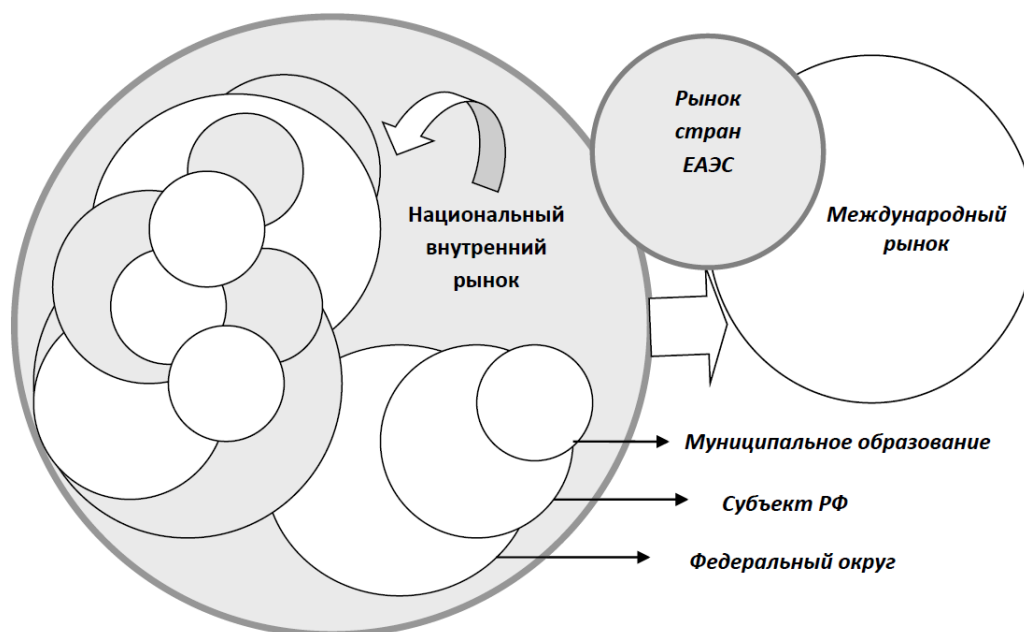 Рынок
стран
ЕАЭС
Национальный
внутренний
рынок
Международный
рынок
Муниципальное образование
Субъект РФ
Федеральный округ